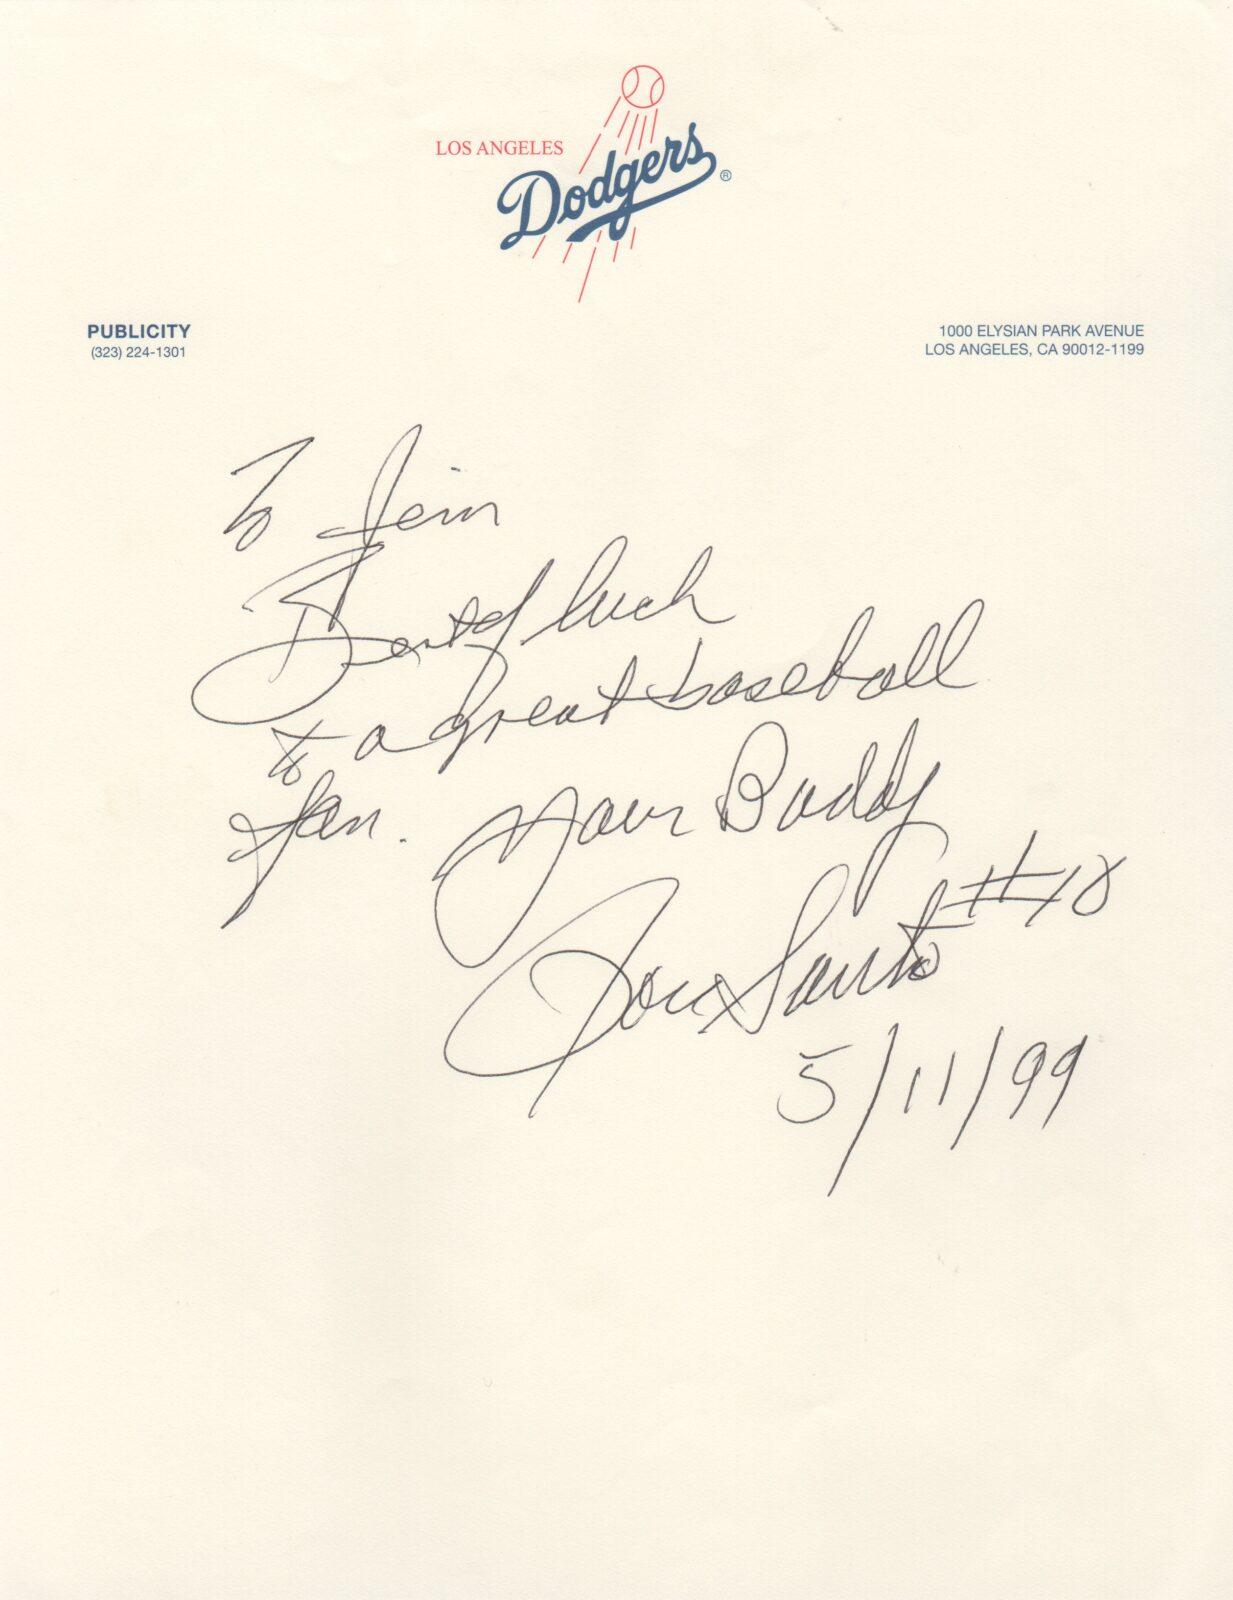 LOS ANGELES
Dodgers ®
PUBLICITY
(323) 224-1301
1000 ELYSIAN PARK AVENUE
LOS ANGELES, CA 90012-1199
To Jim
Best of luck
to a great baseball
fan. Your Buddy
Ron Santo #10
5/11/99